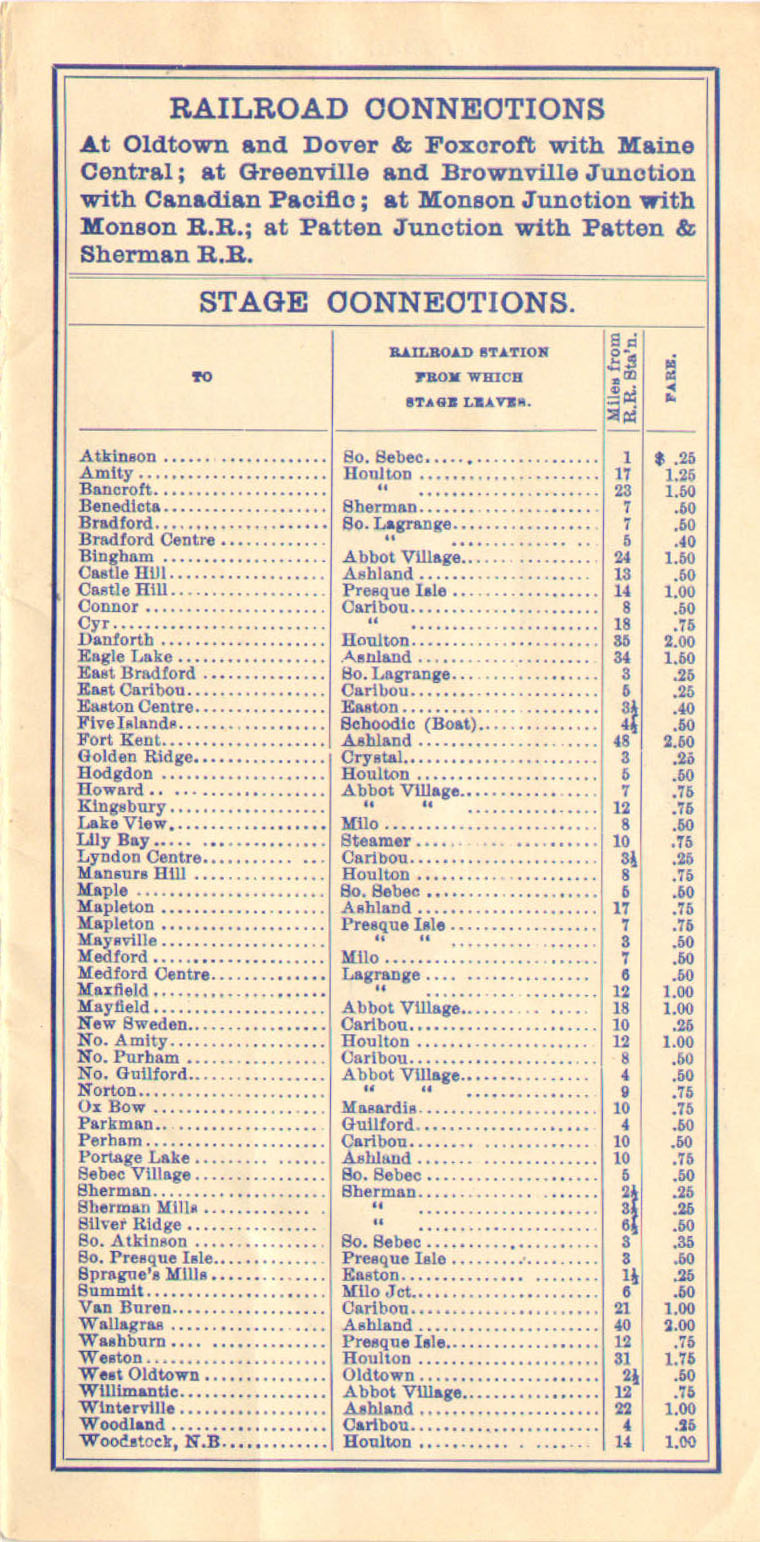 RAILROAD CONNECTIONS
At Oldtown and Dover & Foxcroft with Maine
Central; at Greenville and Brownville Junction
with Canadian Pacific; at Monson Junction with
Monson R.R.; at Patten Junction with Patten &
Sherman R.R.
STAGE CONNECTIONS.
TO RAILROAD STATION FROM WHICH STAGE LEAVES. Miles from R.R. Sta'n. FARE.
Atkinson So. Sebec 1 $ .25
Amity Houlton 17 1.25
Bancroft " 23 1.50
Benedicta Sherman 7 .50
Bradford So. Lagrange 7 .50
Bradford Centre " 5 .40
Bingham Abbot Village 24 1.50
Castle Hill Ashland 13 .50
Castle Hill Presque Isle 14 1.00
Connor Caribou 8 .50
Cyr " 18 .75
Danforth Houlton 35 2.00
Eagle Lake Ashland 34 1.50
East Bradford So. Lagrange 3 .25
East Caribou Caribou 5 .25
Easton Centre Easton 3½ .40
Five Islands Schoodic (Boat) 4½ .50
Fort Kent Ashland 48 2.50
Golden Ridge Crystal 3 .25
Hodgdon Houlton 5 .50
Howard Abbot Village 7 .75
Kingsbury " " 12 .75
Lake View Milo 8 .50
Lily Bay Steamer 10 .75
Lyndon Centre Caribou 3½ .25
Mansurs Hill Houlton 8 .75
Maple So. Sebec 5 .50
Mapleton Ashland 17 .75
Mapleton Presque Isle 7 .75
Maysville " " 3 .50
Medford Milo 7 .50
Medford Centre Lagrange 6 .50
Maxfield " 12 1.00
Mayfield Abbot Village 18 1.00
New Sweden Caribou 10 .25
No. Amity Houlton 12 1.00
No. Purham Caribou 8 .50
No. Guilford Abbot Village 4 .50
Norton " " 9 .75
Ox Bow Masardis 10 .75
Parkman Guilford 4 .50
Perham Caribou 10 .50
Portage Lake Ashland 10 .75
Sebec Village So. Sebec 5 .50
Sherman Sherman 2½ .25
Sherman Mills " 3½ .25
Silver Ridge " 6½ .50
So. Atkinson So. Sebec 3 .35
So. Presque Isle Presque Isle 3 .50
Sprague's Mills Easton 1½ .25
Summit Milo Jct. 6 .50
Van Buren Caribou 21 1.00
Wallagras Ashland 40 2.00
Washburn Presque Isle 12 .75
Weston Houlton 31 1.75
West Oldtown Oldtown 2½ .50
Willimantic Abbot Village 12 .75
Winterville Ashland 22 1.00
Woodland Caribou 4 .25
Woodstock, N.B. Houlton 14 1.00